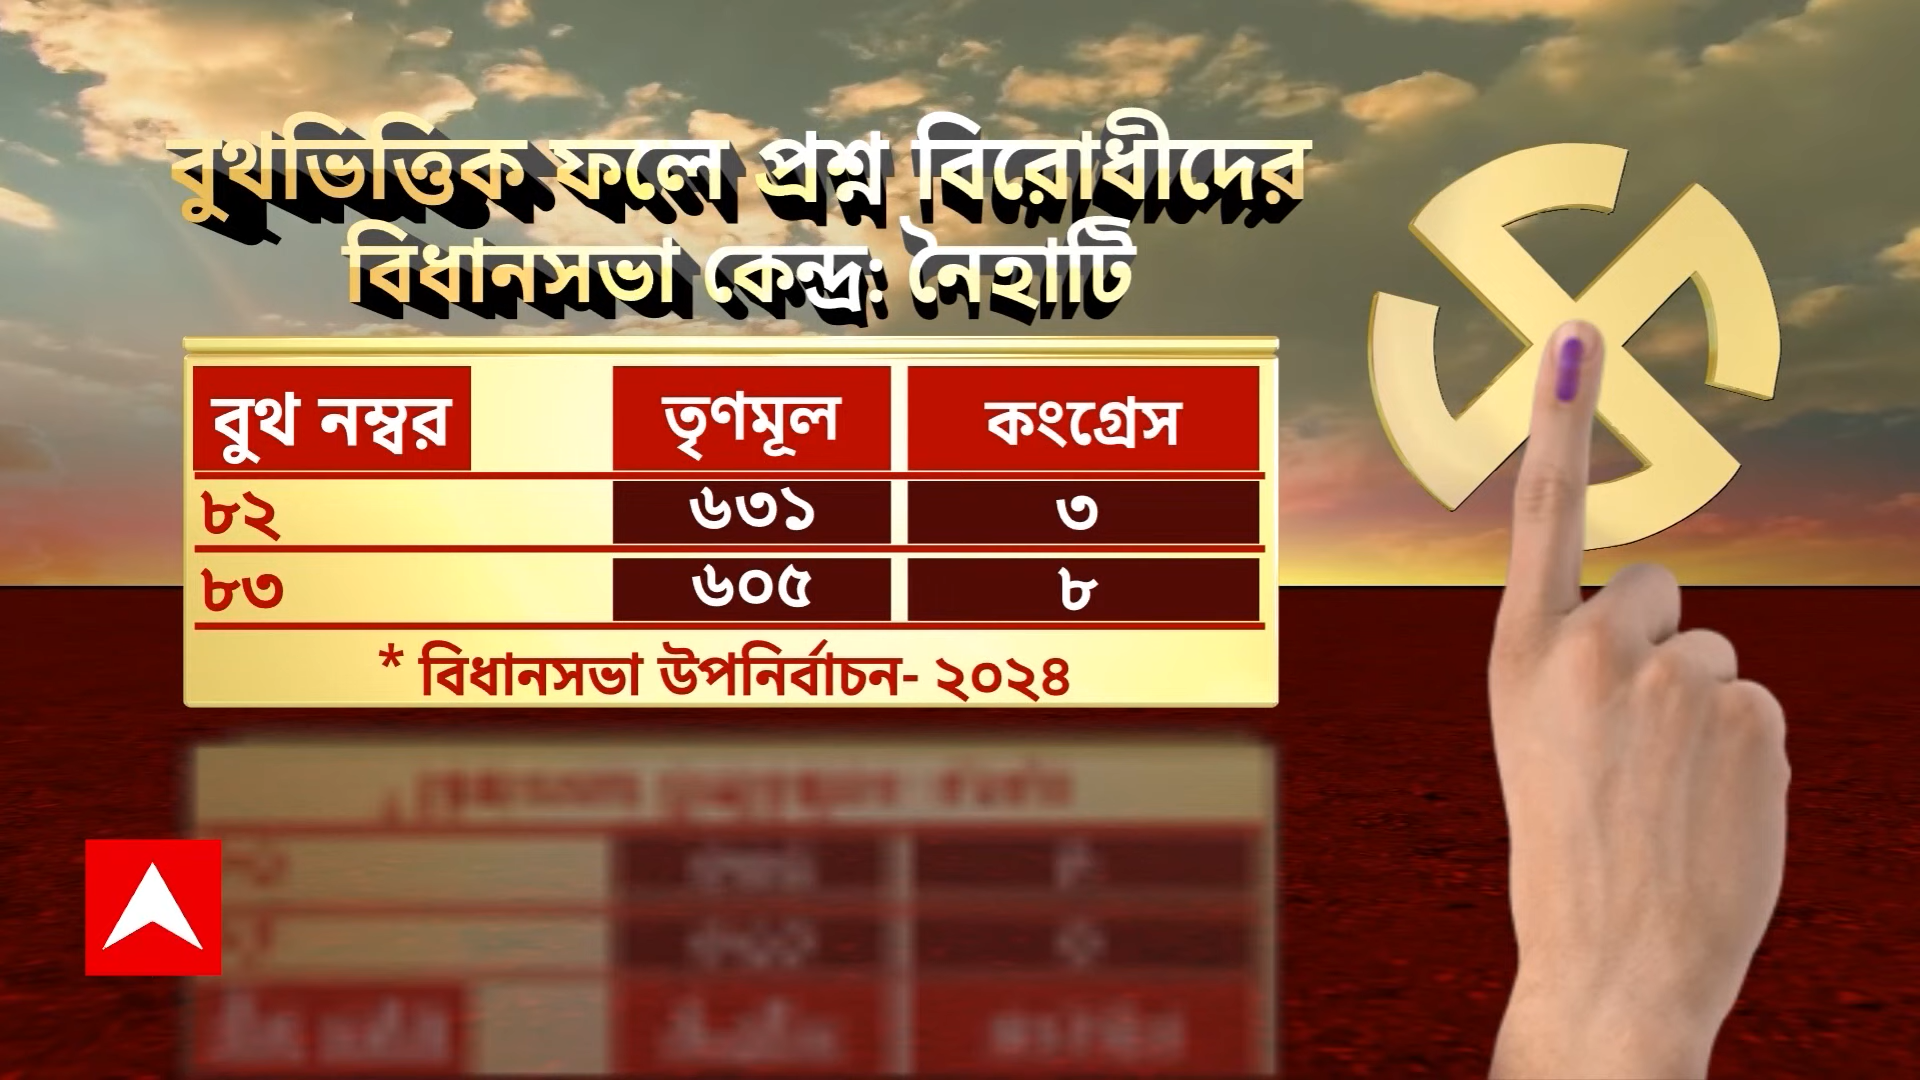 বুথভিত্তিক ফলে প্রশ্ন বিরোধীদের
বিধানসভা কেন্দ্র: নৈহাটি
বুথ নম্বর তৃণমূল কংগ্রেস
৮২ ৬৩১ ৩
৮৩ ৬০৫ ৮
* বিধানসভা উপনির্বাচন- ২০২৪